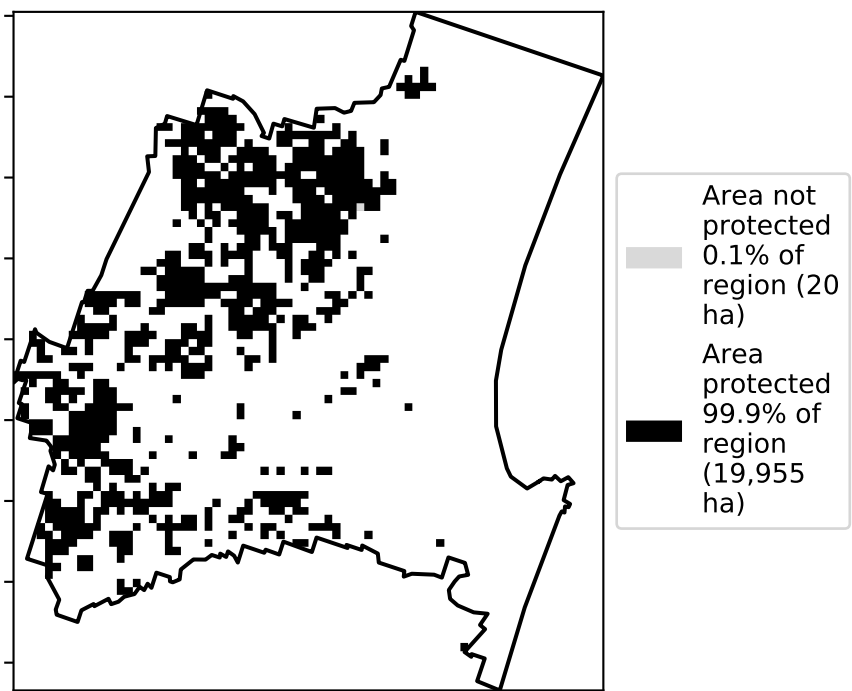 Area not
protected
0.1% of
region (20
ha)
Area
protected
99.9% of
region
(19,955
ha)